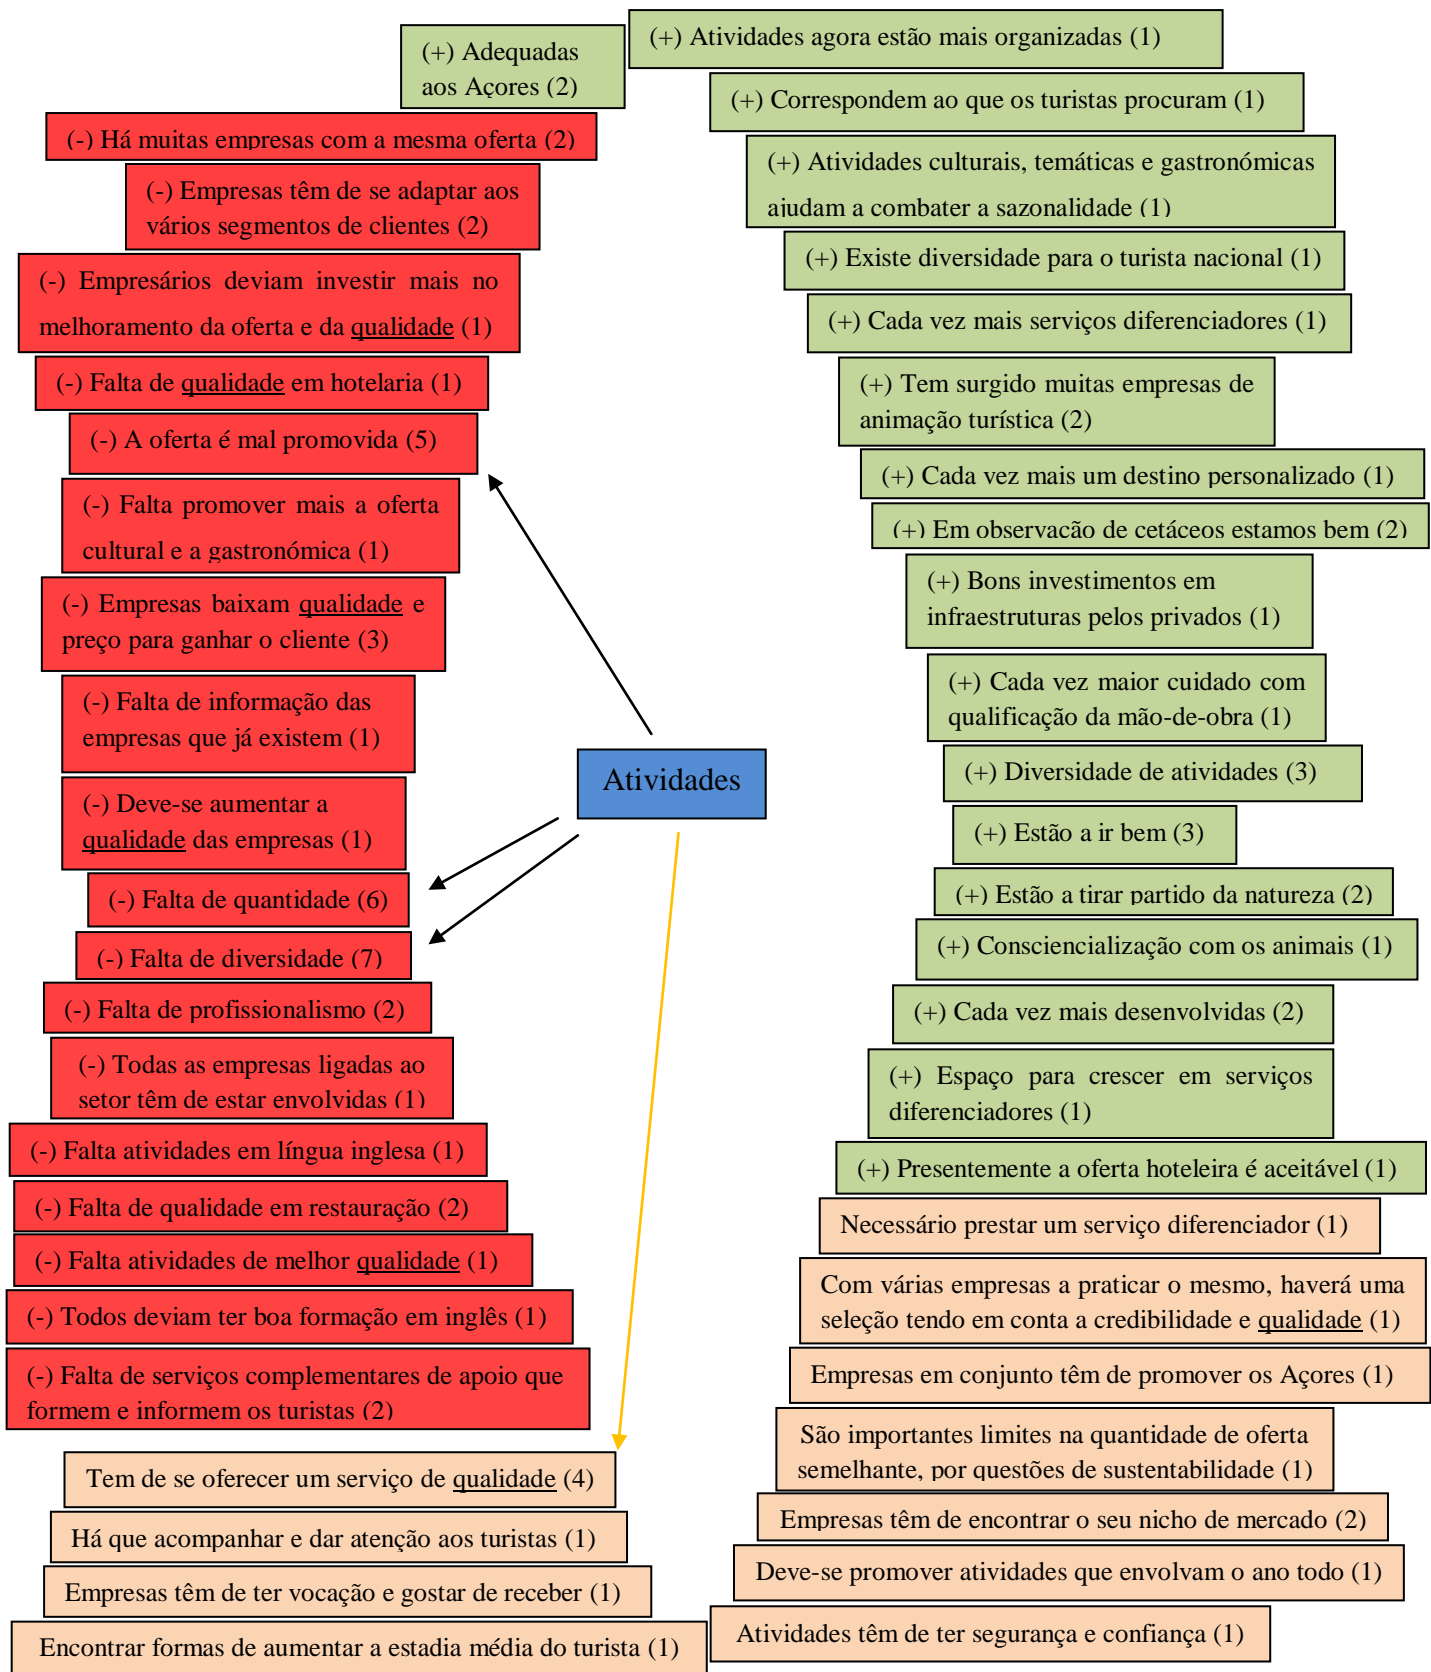 (+) Adequadas
aos Açores (2)
(+) Atividades agora estão mais organizadas (1)
(+) Correspondem ao que os turistas procuram (1)
(+) Atividades culturais, temáticas e gastronómicas
ajudam a combater a sazonalidade (1)
(+) Existe diversidade para o turista nacional (1)
(+) Cada vez mais serviços diferenciadores (1)
(+) Tem surgido muitas empresas de
animação turística (2)
(+) Cada vez mais um destino personalizado (1)
(+) Em observação de cetáceos estamos bem (2)
(+) Bons investimentos em
infraestruturas pelos privados (1)
(+) Cada vez maior cuidado com
qualificação da mão-de-obra (1)
(+) Diversidade de atividades (3)
(+) Estão a ir bem (3)
(+) Estão a tirar partido da natureza (2)
(+) Consciencialização com os animais (1)
(+) Cada vez mais desenvolvidas (2)
(+) Espaço para crescer em serviços
diferenciadores (1)
(+) Presentemente a oferta hoteleira é aceitável (1)
Necessário prestar um serviço diferenciador (1)
Com várias empresas a praticar o mesmo, haverá uma
seleção tendo em conta a credibilidade e qualidade (1)
Empresas em conjunto têm de promover os Açores (1)
São importantes limites na quantidade de oferta
semelhante, por questões de sustentabilidade (1)
Empresas têm de encontrar o seu nicho de mercado (2)
Deve-se promover atividades que envolvam o ano todo (1)
Atividades têm de ter segurança e confiança (1)
(-) Há muitas empresas com a mesma oferta (2)
(-) Empresas têm de se adaptar aos
vários segmentos de clientes (2)
(-) Empresários deviam investir mais no
melhoramento da oferta e da qualidade (1)
(-) Falta de qualidade em hotelaria (1)
(-) A oferta é mal promovida (5)
(-) Falta promover mais a oferta
cultural e a gastronómica (1)
(-) Empresas baixam qualidade e
preço para ganhar o cliente (3)
(-) Falta de informação das
empresas que já existem (1)
(-) Deve-se aumentar a
qualidade das empresas (1)
(-) Falta de quantidade (6)
(-) Falta de diversidade (7)
(-) Falta de profissionalismo (2)
(-) Todas as empresas ligadas ao
setor têm de estar envolvidas (1)
(-) Falta atividades em língua inglesa (1)
(-) Falta de qualidade em restauração (2)
(-) Falta atividades de melhor qualidade (1)
(-) Todos deviam ter boa formação em inglês (1)
(-) Falta de serviços complementares de apoio que
formem e informem os turistas (2)
Tem de se oferecer um serviço de qualidade (4)
Há que acompanhar e dar atenção aos turistas (1)
Empresas têm de ter vocação e gostar de receber (1)
Encontrar formas de aumentar a estadia média do turista (1)
Atividades